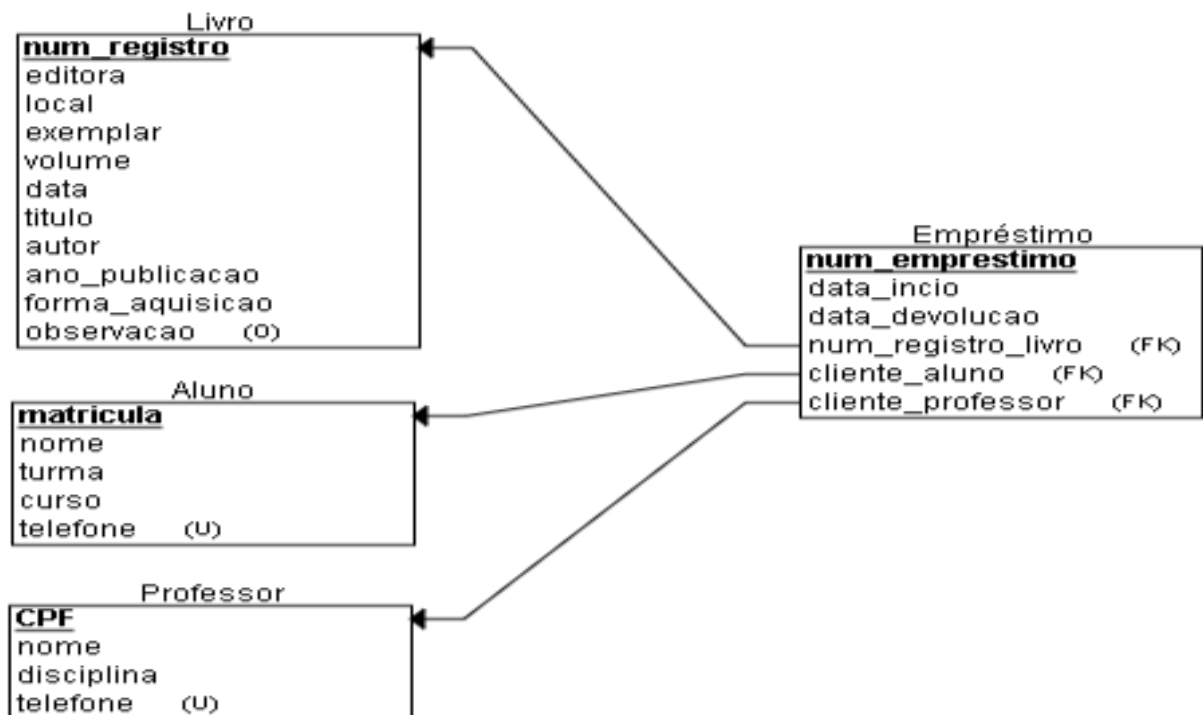 Livro
num_registro
editora
local
exemplar
volume
data
titulo
autor
ano_publicacao
forma_aquisicao
observacao (O)
Aluno
matricula
nome
turma
curso
telefone (U)
Professor
CPF
nome
disciplina
telefone (U)
Empréstimo
num_emprestimo
data_incio
data_devolucao
num_registro_livro (FK)
cliente_aluno (FK)
cliente_professor (FK)